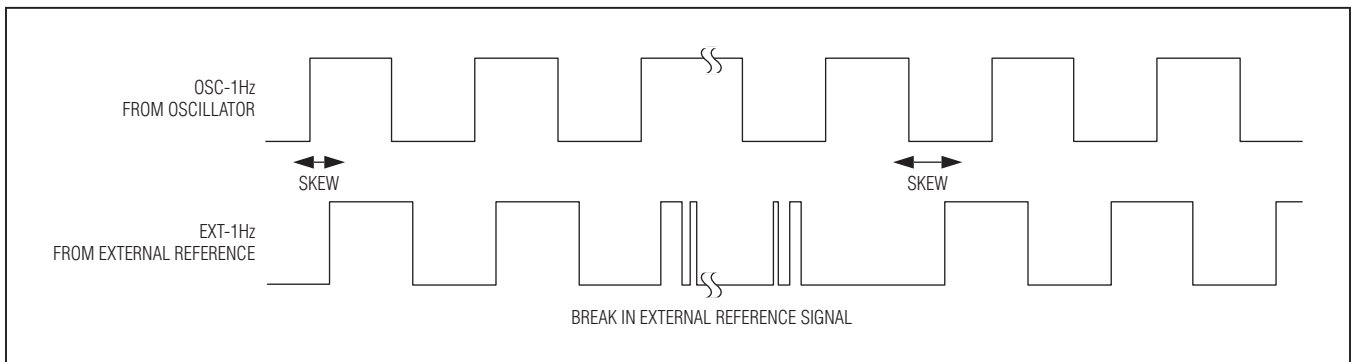 OSC-1Hz
FROM OSCILLATOR
SKEW
SKEW
EXT-1Hz
FROM EXTERNAL REFERENCE
BREAK IN EXTERNAL REFERENCE SIGNAL